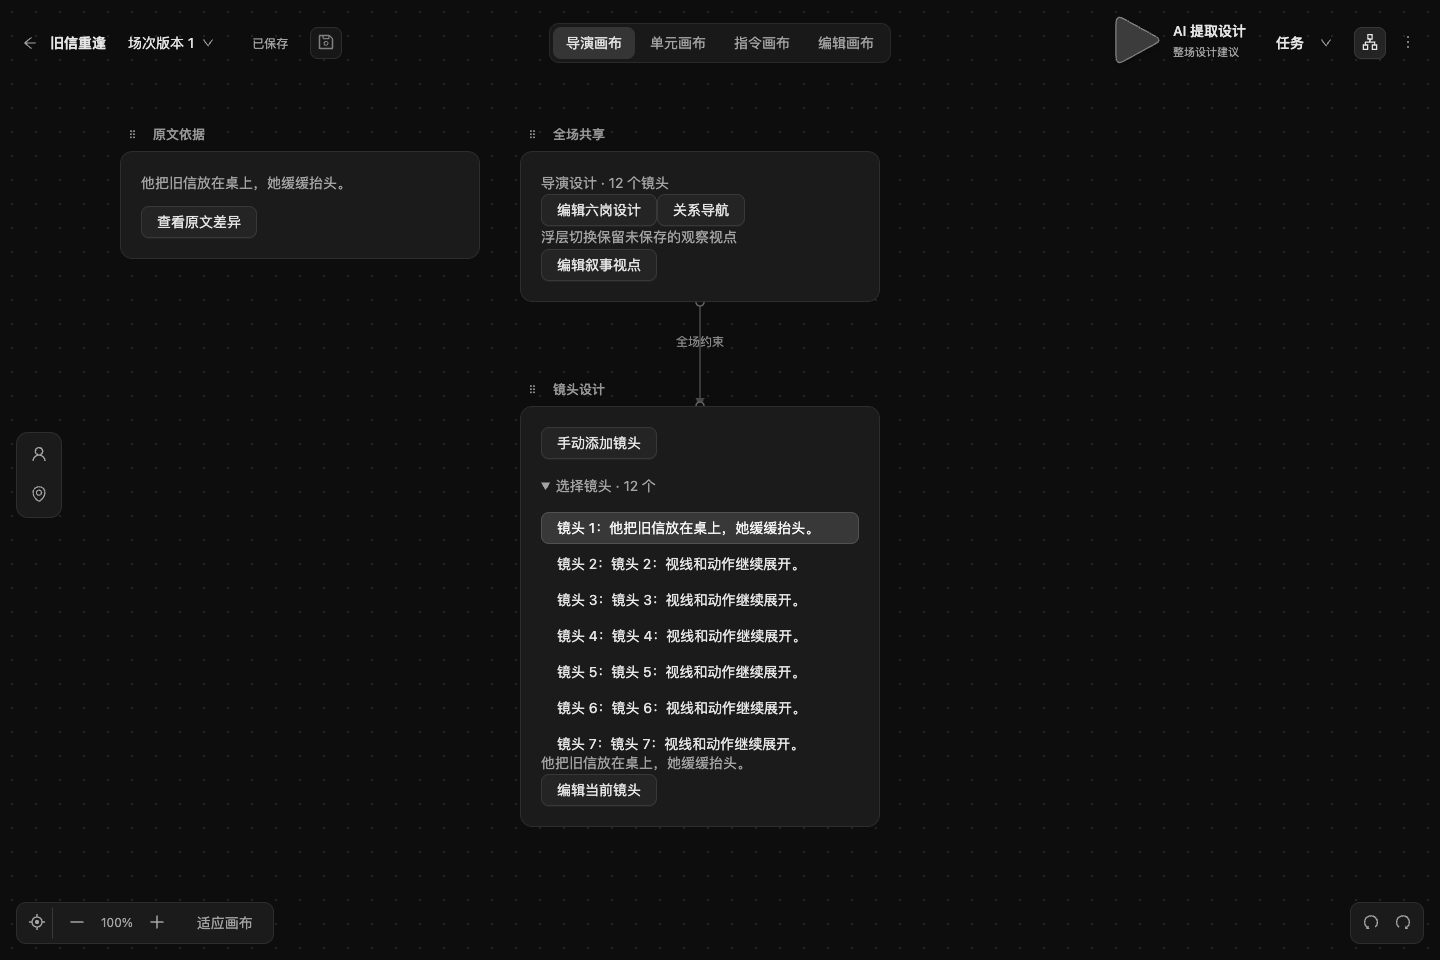 旧信重逢
场次版本 1
已保存
导演画布
单元画布
指令画布
编辑画布
AI 提取设计
整场设计建议
任务
原文依据
他把旧信放在桌上，她缓缓抬头。
查看原文差异
全场共享
导演设计 · 12 个镜头
编辑六岗设计
关系导航
浮层切换保留未保存的观察视点
编辑叙事视点
全场约束
镜头设计
手动添加镜头
▼ 选择镜头 · 12 个
镜头 1：他把旧信放在桌上，她缓缓抬头。
镜头 2：镜头 2：视线和动作继续展开。
镜头 3：镜头 3：视线和动作继续展开。
镜头 4：镜头 4：视线和动作继续展开。
镜头 5：镜头 5：视线和动作继续展开。
镜头 6：镜头 6：视线和动作继续展开。
镜头 7：镜头 7：视线和动作继续展开。
他把旧信放在桌上，她缓缓抬头。
编辑当前镜头
100%
适应画布